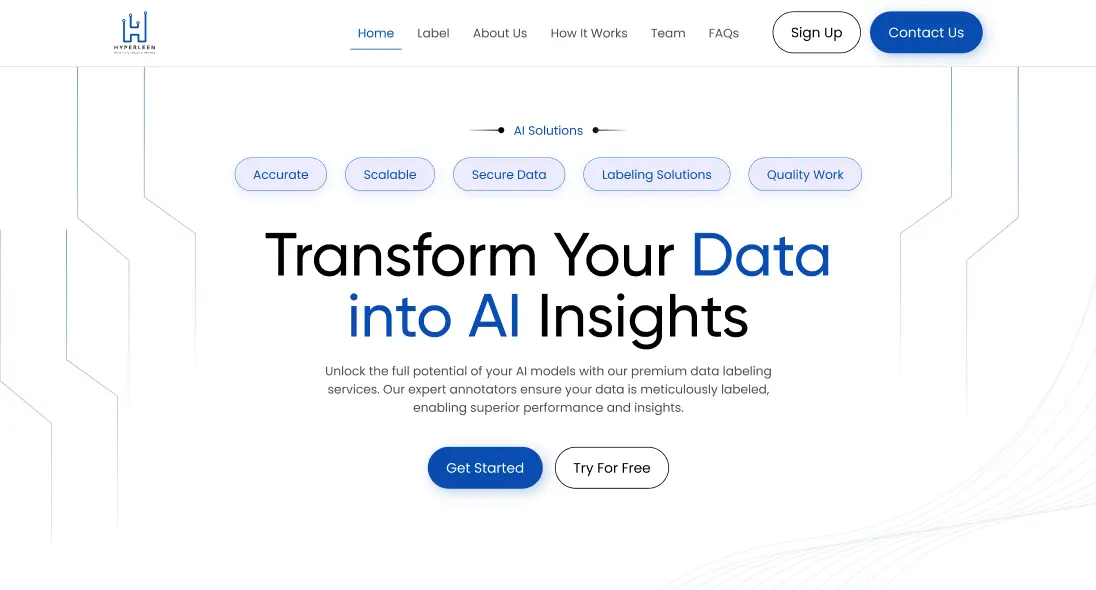 HYPERLEEN
Home
Label
About Us
How It Works
Team
FAQs
Sign Up
Contact Us
AI Solutions
Accurate
Scalable
Secure Data
Labeling Solutions
Quality Work
Transform Your Data
into AI Insights
Unlock the full potential of your AI models with our premium data labeling
services. Our expert annotators ensure your data is meticulously labeled,
enabling superior performance and insights.
Get Started
Try For Free